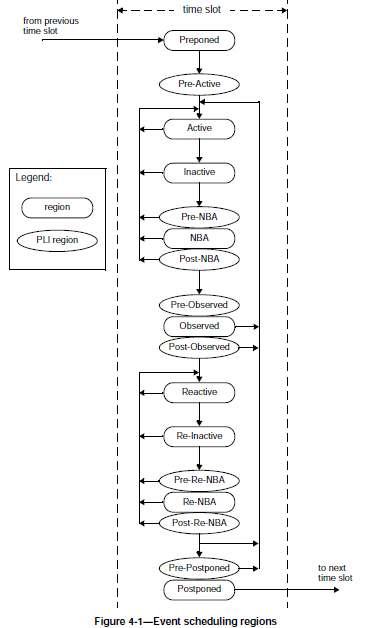 time slot
from previous
time slot
Preponed
Pre-Active
Active
Inactive
Legend:
region
PLI region
Pre-NBA
NBA
Post-NBA
Pre-Observed
Observed
Post-Observed
Reactive
Re-Inactive
Pre-Re-NBA
Re-NBA
Post-Re-NBA
Pre-Postponed
Postponed
to next
time slot
Figure 4-1—Event scheduling regions